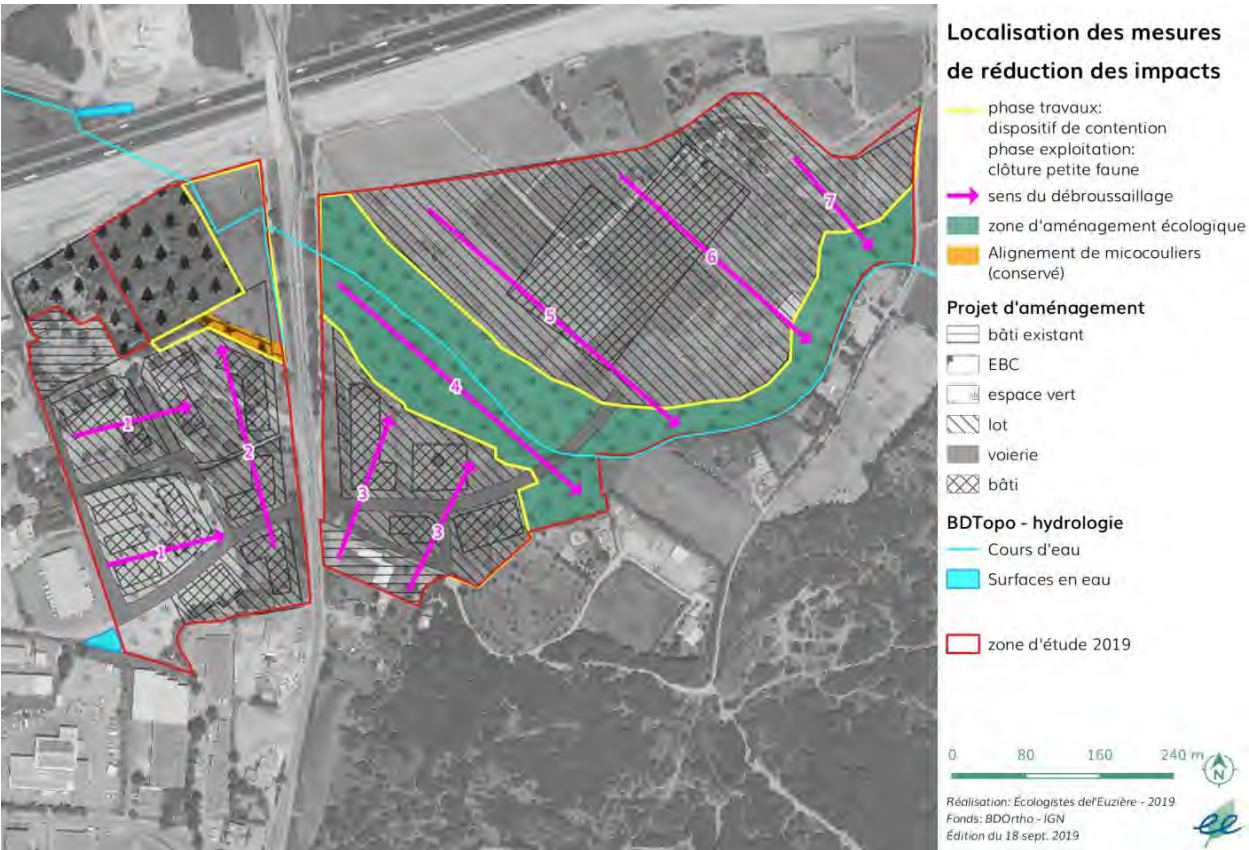 Localisation des mesures
de réduction des impacts
phase travaux:
dispositif de contention
phase exploitation:
clôture petite faune
sens du débroussaillage
zone d'aménagement écologique
Alignement de micocouliers
(conservé)
Projet d'aménagement
bâti existant
EBC
espace vert
lot
voierie
bâti
BDTopo - hydrologie
Cours d'eau
Surfaces en eau
zone d'étude 2019
0 80 160 240 m
N
Réalisation: Écologistes del'Euzière - 2019
Fonds: BDOrtho - IGN
Édition du 18 sept. 2019
ee
7
6
5
4
1
2
3
3
1